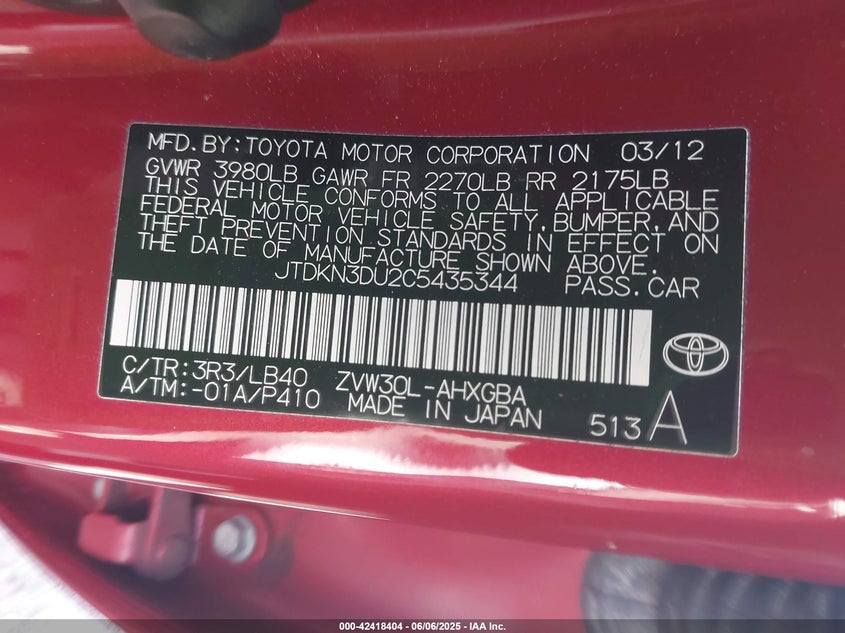 MFD.BY:TOYOTA MOTOR CORPORATION 03/12
GVWR 3980LB GAWR FR 2270LB RR 2175LB
THIS VEHICLE CONFORMS TO ALL APPLICABLE
FEDERAL MOTOR VEHICLE SAFETY,BUMPER,AND
THEFT PREVENTION STANDARDS IN EFFECT ON
THE DATE OF MANUFACTURE SHOWN ABOVE.
JTDKN3DU2C5435344 PASS.CAR
C/TR:3R3/LB40 ZVW30L-AHXGBA
A/TM:-01A/P410 MADE IN JAPAN 513 A
000-42418404 - 06/06/2025 - IAA Inc.